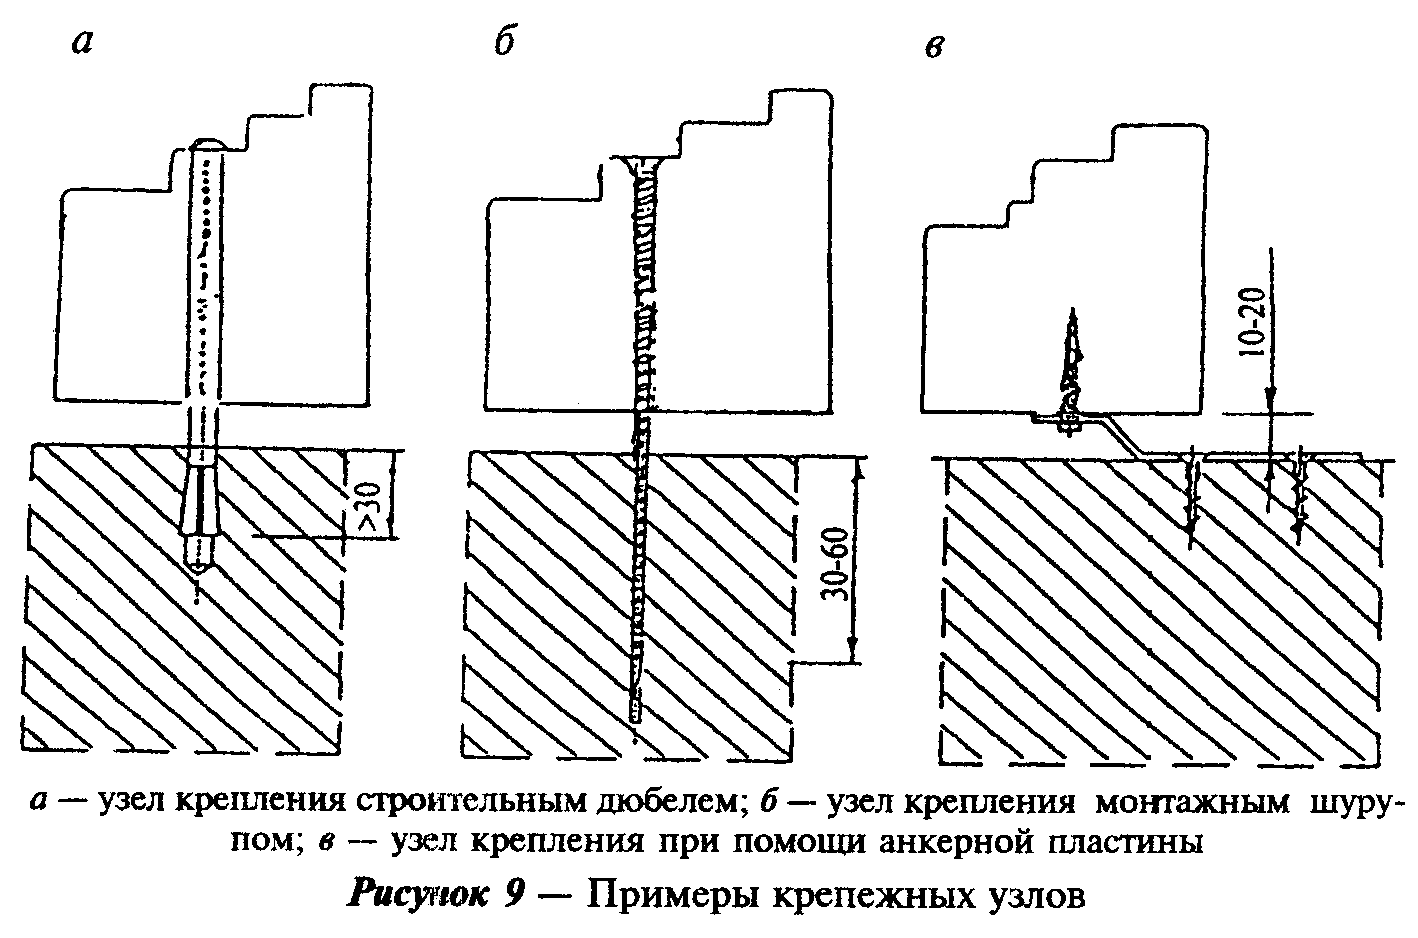 а б в
10-20
>30
30-60
а — узел крепления строительным дюбелем; б — узел крепления монтажным шуру-
пом; в — узел крепления при помощи анкерной пластины
Рисунок 9 — Примеры крепежных узлов